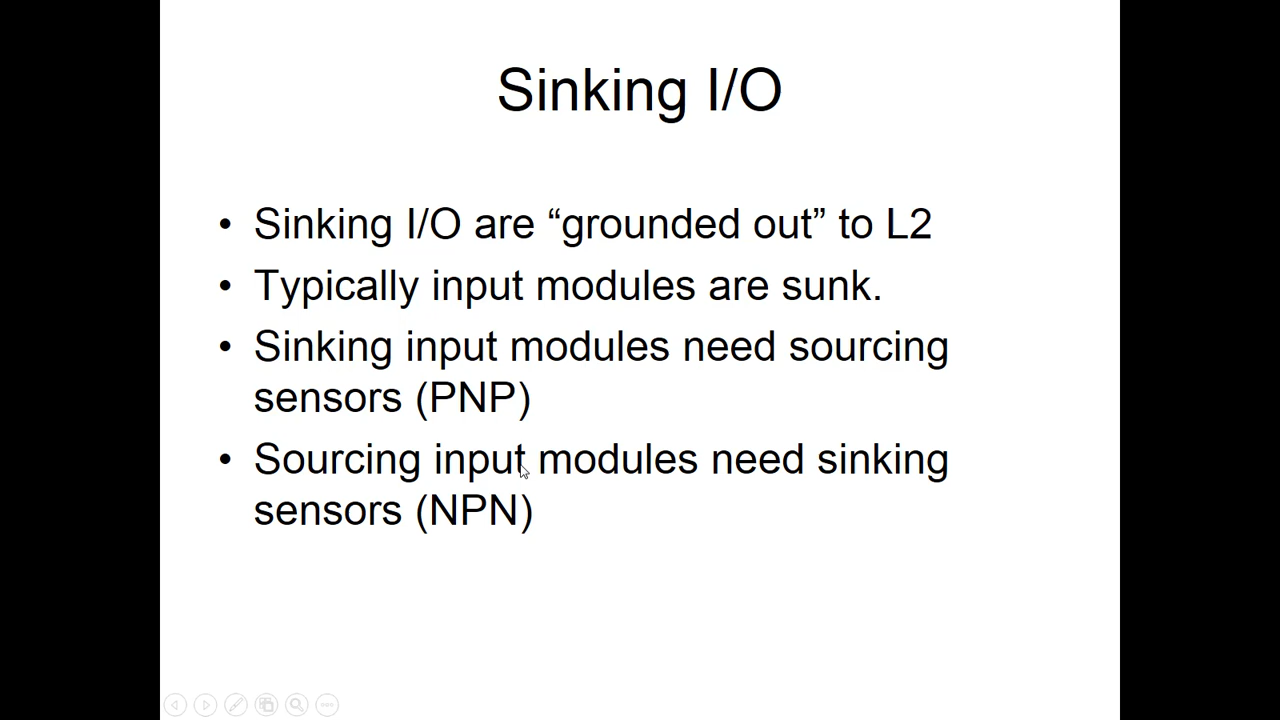 Sinking I/O
• Sinking I/O are “grounded out” to L2
• Typically input modules are sunk.
• Sinking input modules need sourcing
sensors (PNP)
• Sourcing input modules need sinking
sensors (NPN)